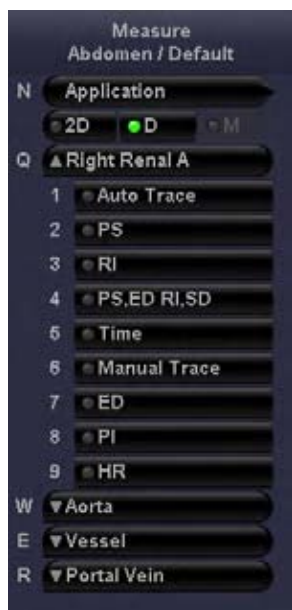 Measure
Abdomen / Default
N Application
2D D M
Q Right Renal A
1 Auto Trace
2 PS
3 RI
4 PS,ED RI,SD
5 Time
6 Manual Trace
7 ED
8 PI
9 HR
W Aorta
E Vessel
R Portal Vein